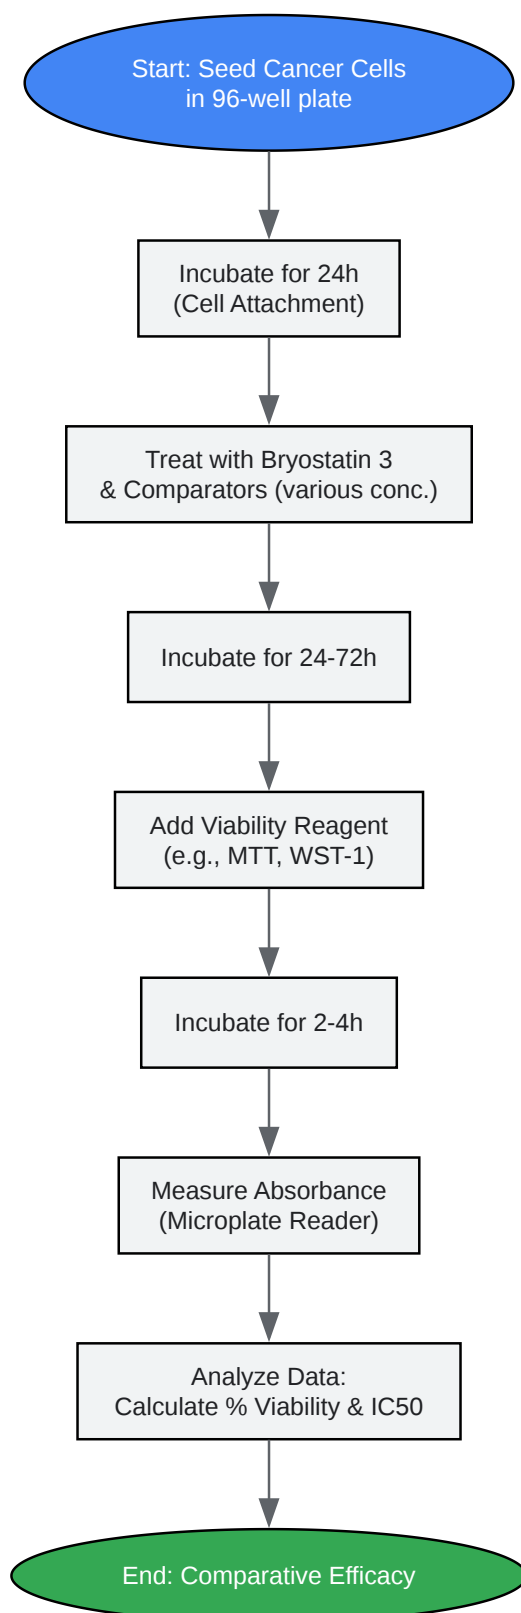 Start: Seed Cancer Cells
in 96-well plate
Incubate for 24h
(Cell Attachment)
Treat with Bryostatin 3
& Comparators (various conc.)
Incubate for 24-72h
Add Viability Reagent
(e.g., MTT, WST-1)
Incubate for 2-4h
Measure Absorbance
(Microplate Reader)
Analyze Data:
Calculate % Viability & IC50
End: Comparative Efficacy